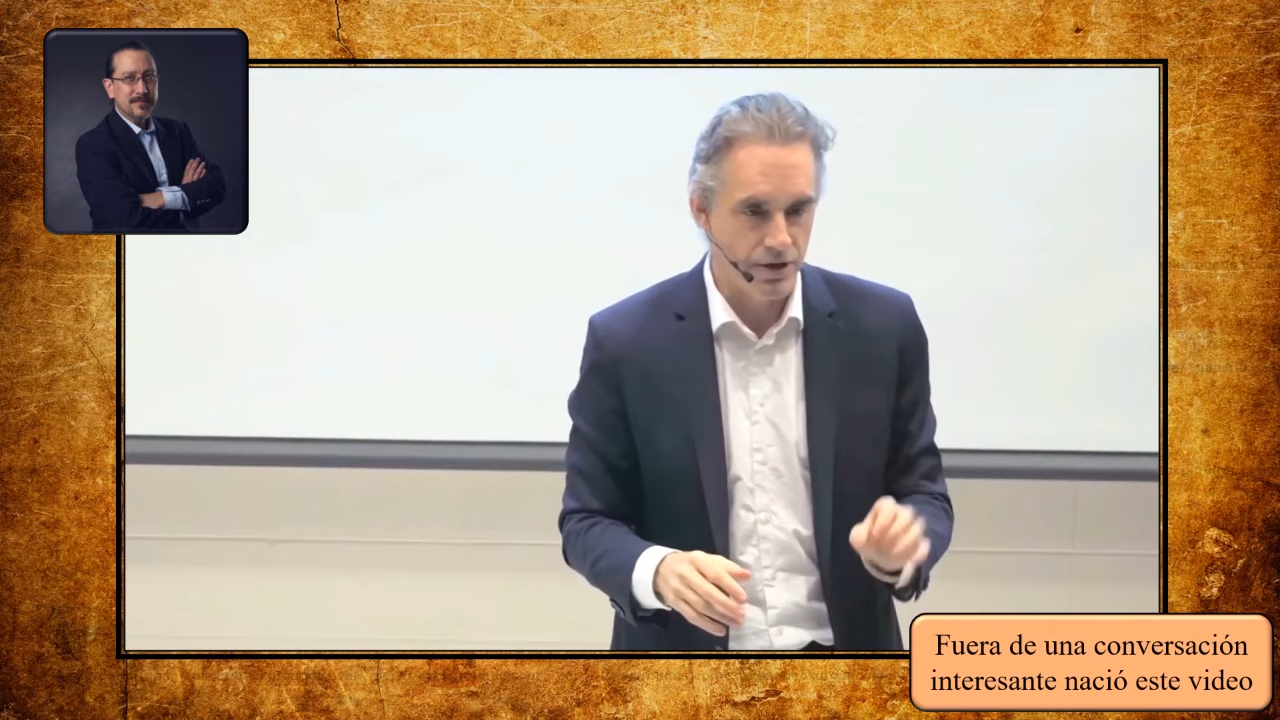 Fuera de una conversación
interesante nació este video